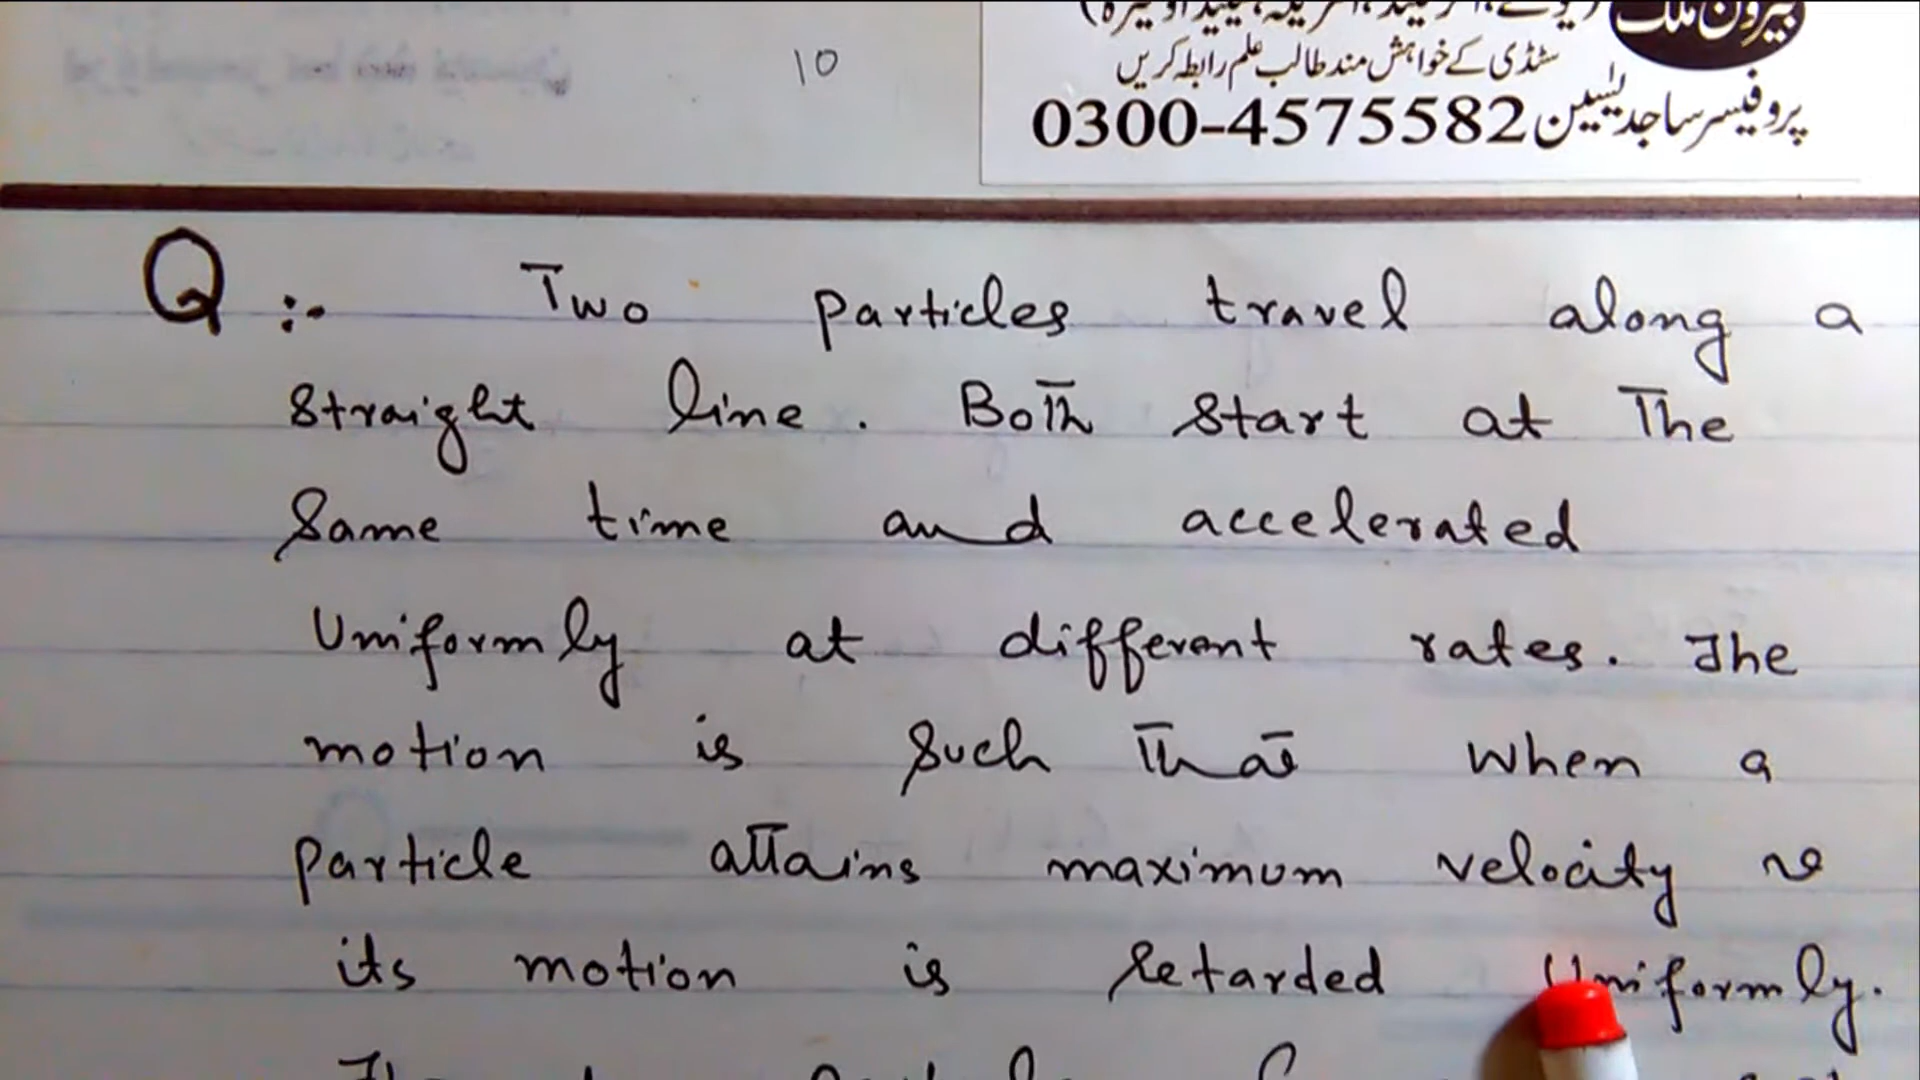 بیرون ملک
سٹڈی کے خواہش مند طالب علم رابطہ کریں
پروفیسر ساجد یٰسین 0300-4575582
10
Q :- Two particles travel along a
straight line. Both start at The
Same time and accelerated
Uniformly at different rates. The
motion is Such That when a
particle attains maximum velocity v
its motion is retarded Uniformly.